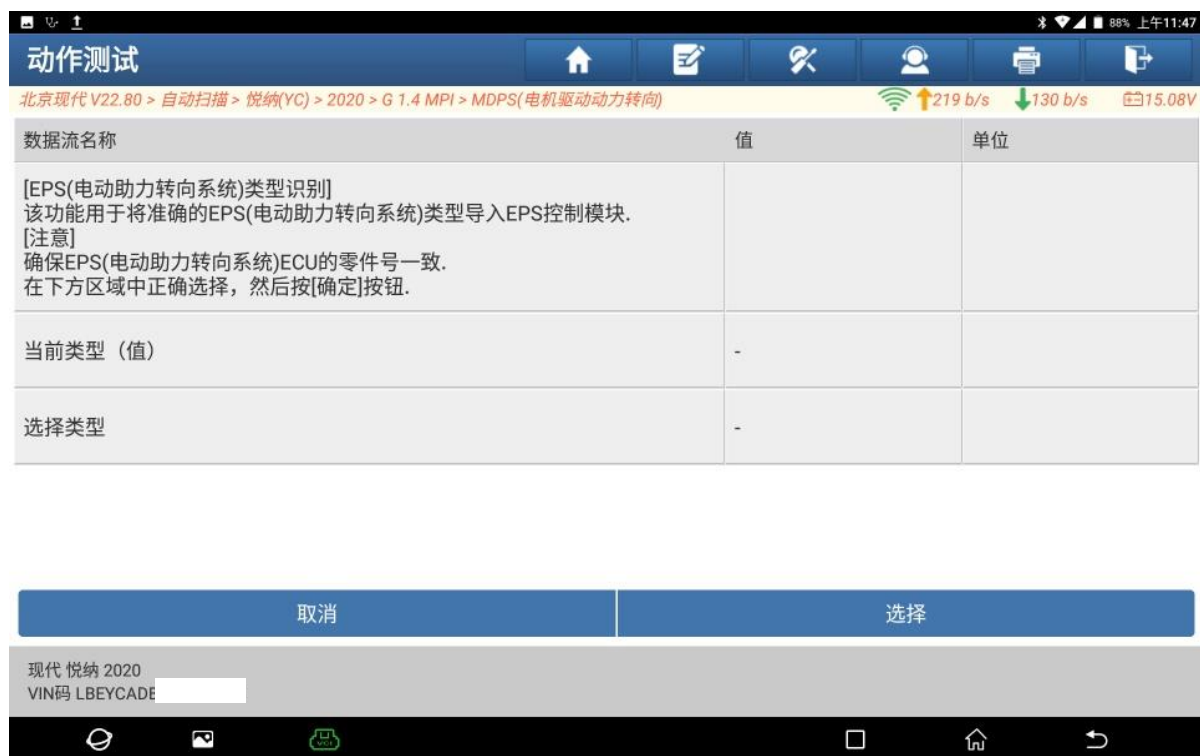 88% 上午11:47
动作测试
北京现代 V22.80 > 自动扫描 > 悦纳(YC) > 2020 > G 1.4 MPI > MDPS(电机驱动动力转向) 219 b/s 130 b/s 15.08V
数据流名称 值 单位
[EPS(电动助力转向系统)类型识别]
该功能用于将准确的EPS(电动助力转向系统)类型导入EPS控制模块.
[注意]
确保EPS(电动助力转向系统)ECU的零件号一致.
在下方区域中正确选择，然后按[确定]按钮.
当前类型（值） -
选择类型 -
取消 选择
现代 悦纳 2020
VIN码 LBEYCADE
VCI